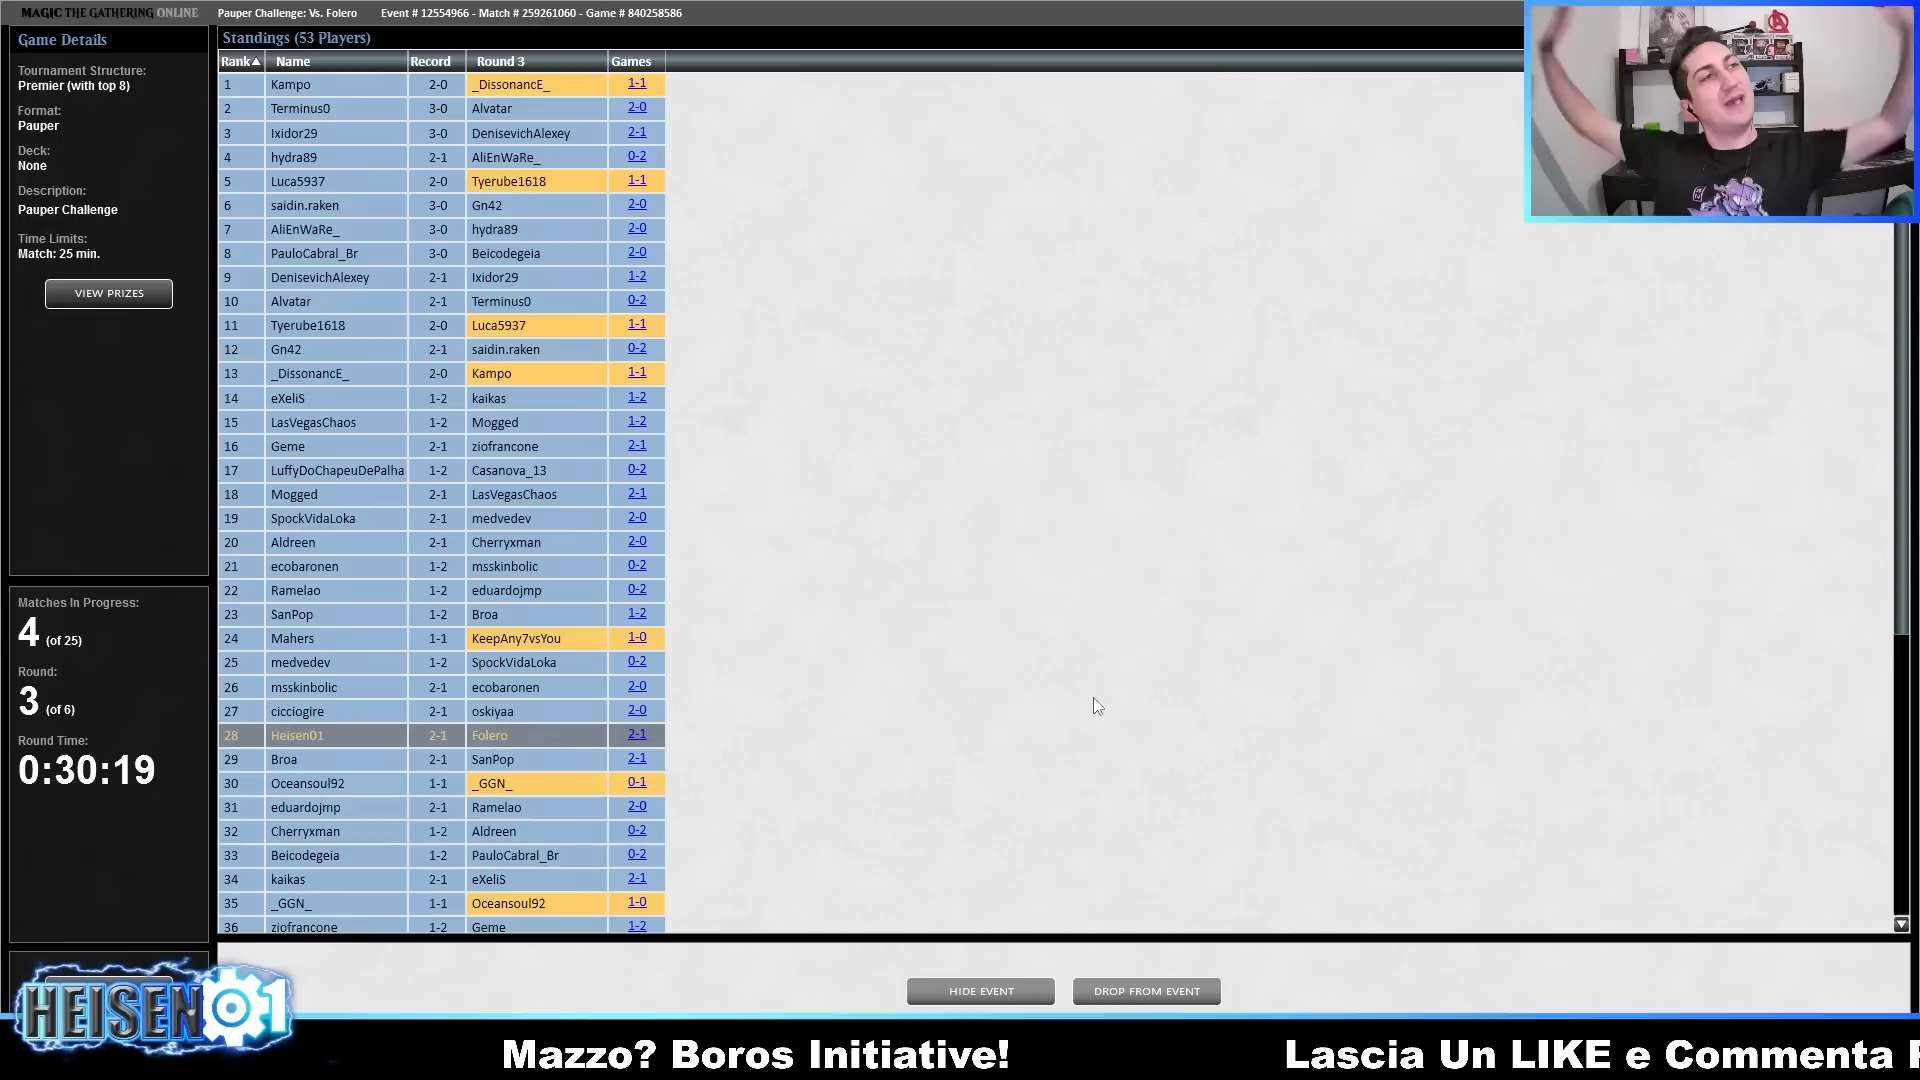 MAGIC THE GATHERING ONLINE
Pauper Challenge: Vs. Folero Event # 12554966 - Match # 259261060 - Game # 840258586
Game Details
Tournament Structure:
Premier (with top 8)
Format:
Pauper
Deck:
None
Description:
Pauper Challenge
Time Limits:
Match: 25 min.
VIEW PRIZES
Matches In Progress:
4 (of 25)
Round:
3 (of 6)
Round Time:
0:30:19
Standings (53 Players)
Rank Name Record Round 3 Games
1 Kampo 2-0 _DissonancE_ 1-1
2 Terminus0 3-0 Alvatar 2-0
3 Ixidor29 3-0 DenisevichAlexey 2-1
4 hydra89 2-1 AliEnWaRe_ 0-2
5 Luca5937 2-0 Tyerube1618 1-1
6 saidin.raken 3-0 Gn42 2-0
7 AliEnWaRe_ 3-0 hydra89 2-0
8 PauloCabral_Br 3-0 Beicodegeia 2-0
9 DenisevichAlexey 2-1 Ixidor29 1-2
10 Alvatar 2-1 Terminus0 0-2
11 Tyerube1618 2-0 Luca5937 1-1
12 Gn42 2-1 saidin.raken 0-2
13 _DissonancE_ 2-0 Kampo 1-1
14 eXeliS 1-2 kaikas 1-2
15 LasVegasChaos 1-2 Mogged 1-2
16 Geme 2-1 ziofrancone 2-1
17 LuffyDoChapeuDePalha 1-2 Casanova_13 0-2
18 Mogged 2-1 LasVegasChaos 2-1
19 SpockVidaLoka 2-1 medvedev 2-0
20 Aldreen 2-1 Cherryxman 2-0
21 ecobaronen 1-2 msskinbolic 0-2
22 Ramelao 1-2 eduardojmp 0-2
23 SanPop 1-2 Broa 1-2
24 Mahers 1-1 KeepAny7vsYou 1-0
25 medvedev 1-2 SpockVidaLoka 0-2
26 msskinbolic 2-1 ecobaronen 2-0
27 cicciogire 2-1 oskiyaa 2-0
28 Heisen01 2-1 Folero 2-1
29 Broa 2-1 SanPop 2-1
30 Oceansoul92 1-1 _GGN_ 0-1
31 eduardojmp 2-1 Ramelao 2-0
32 Cherryxman 1-2 Aldreen 0-2
33 Beicodegeia 1-2 PauloCabral_Br 0-2
34 kaikas 2-1 eXeliS 2-1
35 _GGN_ 1-1 Oceansoul92 1-0
36 ziofrancone 1-2 Geme 1-2
HIDE EVENT DROP FROM EVENT
HEISEN01
Mazzo? Boros Initiative! Lascia Un LIKE e Commenta